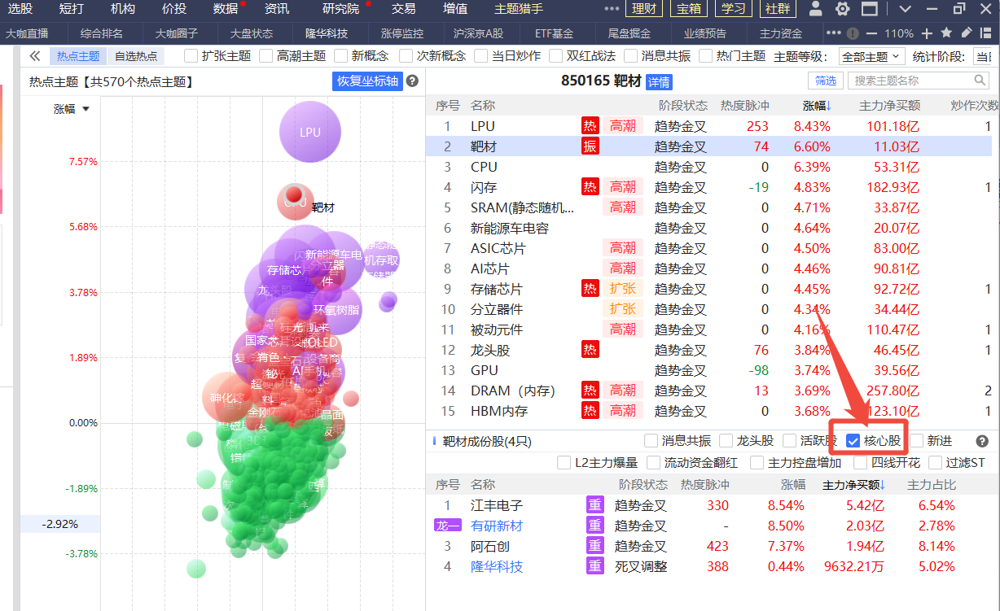 选股 短打 机构 价投 数据 资讯 研究院 交易 增值 主题猎手 ••• 理财 宝箱 学习 社群
大咖直播 综合排名 大咖圈子 大盘状态 隆华科技 涨停监控 沪深京A股 ETF基金 尾盘掘金 业绩预告 主力资金 ••• 110%
热点主题 自选热点 扩张主题 高潮主题 新概念 次新概念 当日炒作 双红战法 消息共振 热门主题 主题等级: 全部主题 统计阶段:
热点主题【共570个热点主题】 恢复坐标轴 ?
850165 靶材 详情 筛选 搜索主题名称
涨幅
7.57%
5.68%
3.78%
1.89%
0.00%
-1.89%
-2.92%
-3.78%
LPU
靶材
新能源车电
分立器
件
机存取
存储芯
龙头股
环氧树脂
国家
OLED
有色
备商
AI手机
砷化镓
金刚石
晶面
序号 名称 阶段状态 热度脉冲 涨幅↓ 主力净买额 炒作次数
1 LPU 热 高潮 趋势金叉 253 8.43% 101.18亿 1
2 靶材 振 趋势金叉 74 6.60% 11.03亿
3 CPU 趋势金叉 0 6.39% 53.31亿
4 闪存 热 高潮 趋势金叉 -19 4.83% 182.93亿 1
5 SRAM(静态随机... 高潮 趋势金叉 0 4.71% 33.87亿
6 新能源车电容 趋势金叉 0 4.64% 20.07亿
7 ASIC芯片 高潮 趋势金叉 0 4.50% 83.00亿
8 AI芯片 高潮 趋势金叉 0 4.46% 90.81亿
9 存储芯片 热 扩张 趋势金叉 0 4.45% 92.72亿 1
10 分立器件 扩张 趋势金叉 0 4.34% 34.44亿
11 被动元件 高潮 趋势金叉 0 4.16% 110.47亿 1
12 龙头股 热 趋势金叉 76 3.84% 46.45亿 1
13 GPU 趋势金叉 -98 3.74% 39.56亿
14 DRAM（内存） 热 高潮 趋势金叉 13 3.69% 257.80亿 2
15 HBM内存 热 高潮 趋势金叉 0 3.68% 123.10亿 1
靶材成份股(4只) 消息共振 龙头股 活跃股 核心股 新进 ?
L2主力爆量 流动资金翻红 主力控盘增加 四线开花 过滤ST
序号 名称 阶段状态 热度脉冲 涨幅 主力净买额↓ 主力占比
1 江丰电子 重 趋势金叉 330 8.54% 5.42亿 6.54%
龙一 有研新材 重 趋势金叉 - 8.50% 2.03亿 2.78%
3 阿石创 重 趋势金叉 423 7.37% 1.94亿 8.14%
4 隆华科技 重 死叉调整 388 0.44% 9632.21万 5.02%